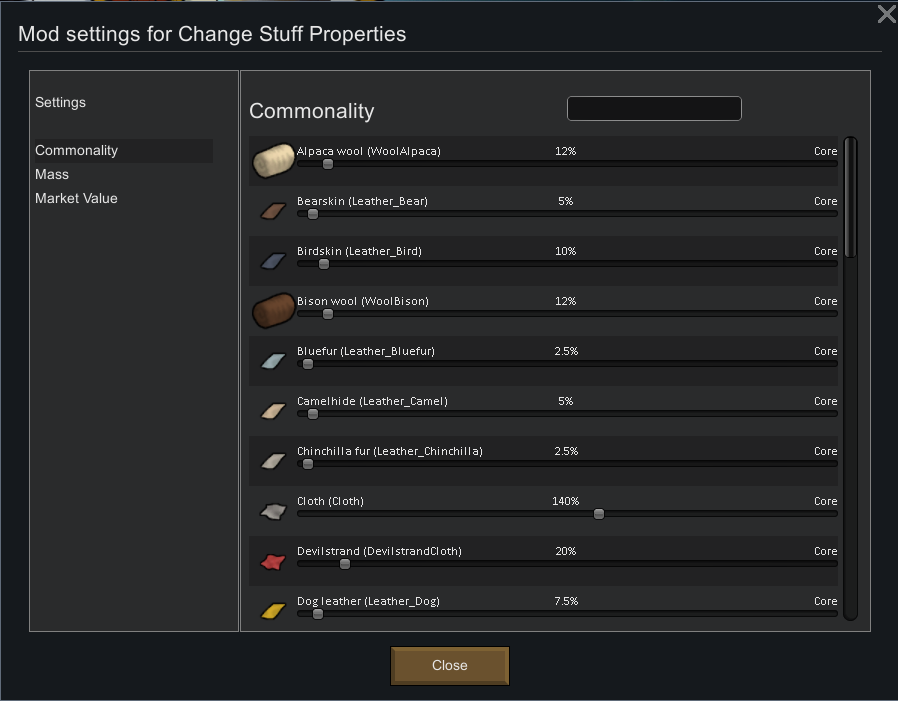 Mod settings for Change Stuff Properties
Settings
Commonality
Mass
Market Value
Commonality
Alpaca wool (WoolAlpaca) 12% Core
Bearskin (Leather_Bear) 5% Core
Birdskin (Leather_Bird) 10% Core
Bison wool (WoolBison) 12% Core
Bluefur (Leather_Bluefur) 2.5% Core
Camelhide (Leather_Camel) 5% Core
Chinchilla fur (Leather_Chinchilla) 2.5% Core
Cloth (Cloth) 140% Core
Devilstrand (DevilstrandCloth) 20% Core
Dog leather (Leather_Dog) 7.5% Core
Close